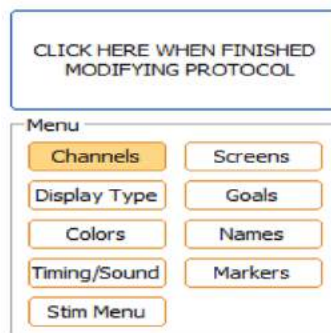 CLICK HERE WHEN FINISHED
MODIFYING PROTOCOL
Menu
Channels Screens
Display Type Goals
Colors Names
Timing/Sound Markers
Stim Menu